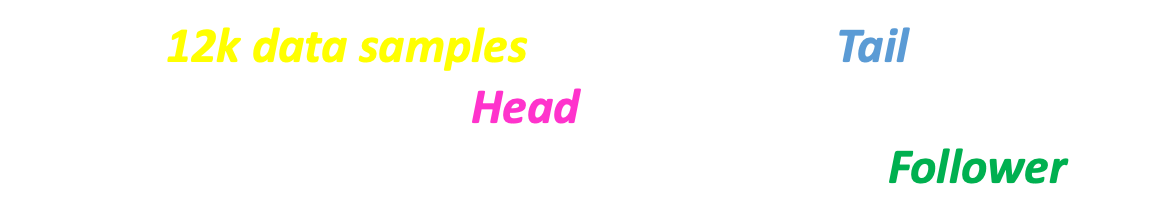 12k data samples Tail
Head
Follower